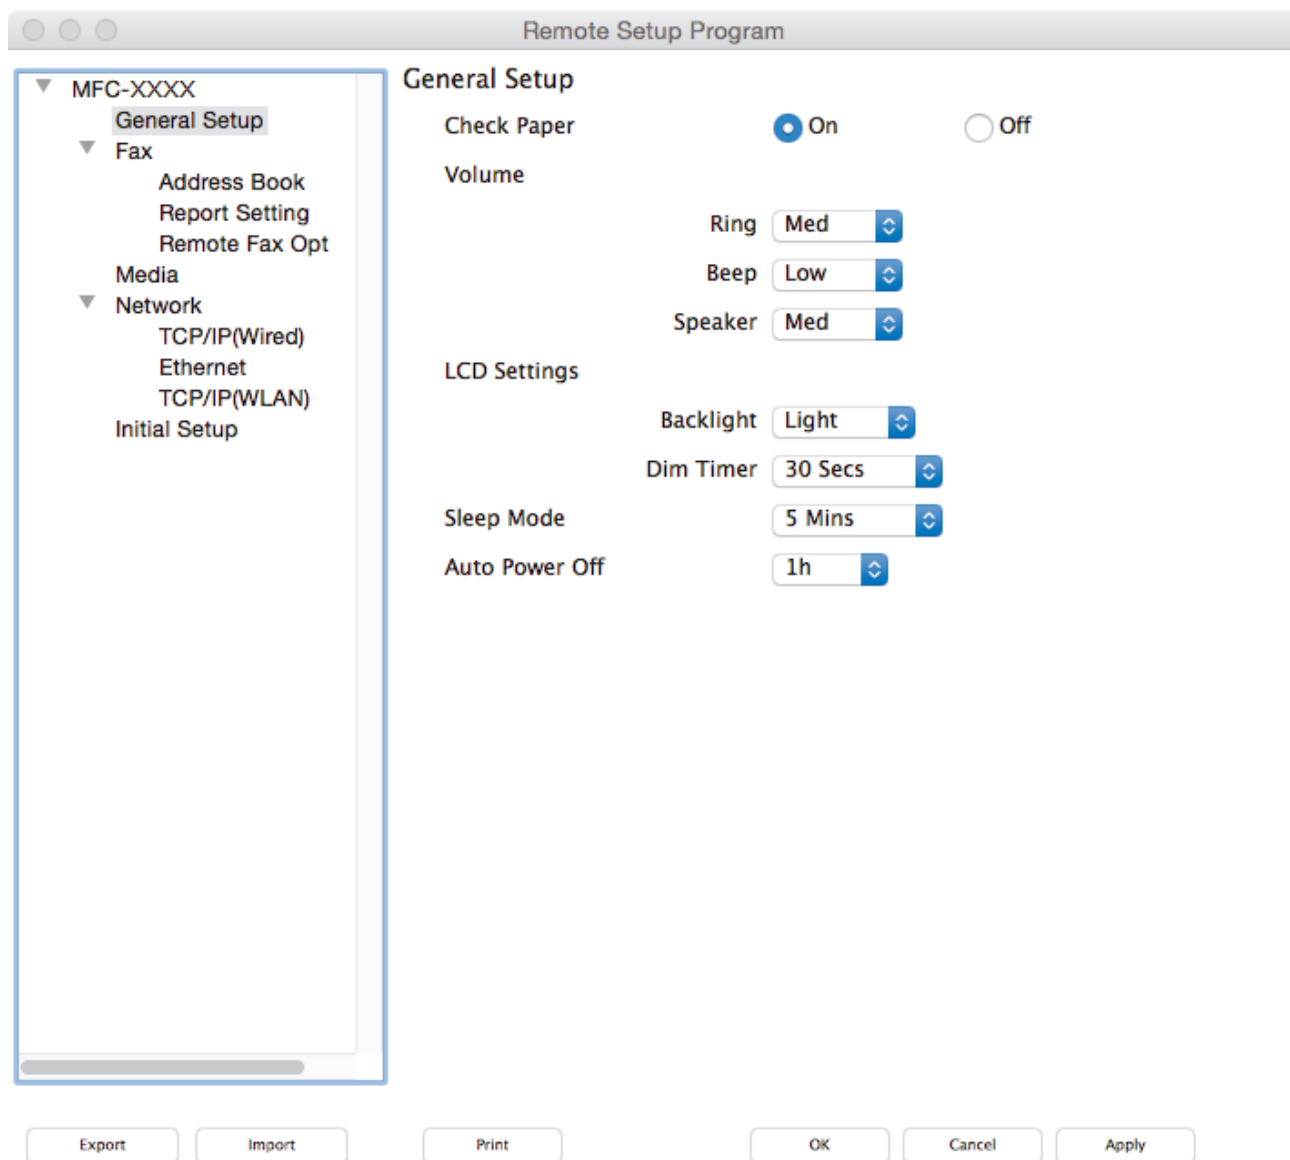 Remote Setup Program
MFC-XXXX
General Setup
Fax
Address Book
Report Setting
Remote Fax Opt
Media
Network
TCP/IP(Wired)
Ethernet
TCP/IP(WLAN)
Initial Setup
General Setup
Check Paper On Off
Volume
Ring Med
Beep Low
Speaker Med
LCD Settings
Backlight Light
Dim Timer 30 Secs
Sleep Mode 5 Mins
Auto Power Off 1h
Export Import Print OK Cancel Apply